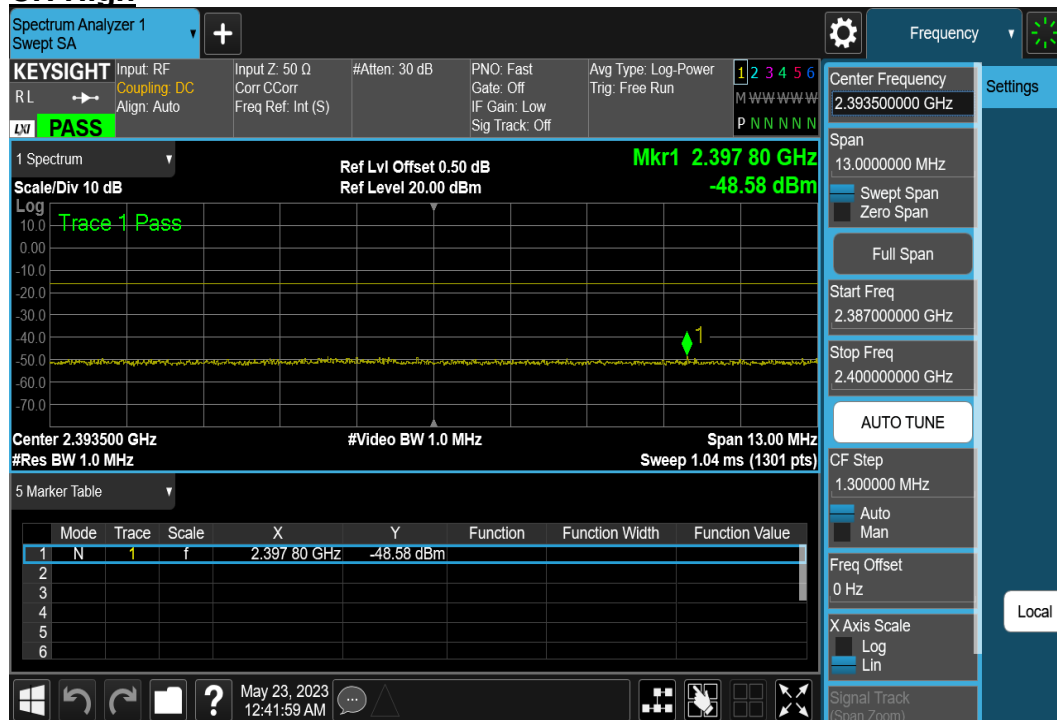 Spectrum Analyzer 1
Swept SA
+
Frequency
KEYSIGHT
RL
LXI PASS
Input: RF
Coupling: DC
Align: Auto
Input Z: 50 Ω
Corr CCorr
Freq Ref: Int (S)
#Atten: 30 dB
PNO: Fast
Gate: Off
IF Gain: Low
Sig Track: Off
Avg Type: Log-Power
Trig: Free Run
1 2 3 4 5 6
M W W W W W
P N N N N N
1 Spectrum
Scale/Div 10 dB
Ref Lvl Offset 0.50 dB
Ref Level 20.00 dBm
Mkr1 2.397 80 GHz
-48.58 dBm
Log
Trace 1 Pass
10.0
0.00
-10.0
-20.0
-30.0
-40.0
-50.0
-60.0
-70.0
1
Center 2.393500 GHz
#Res BW 1.0 MHz
#Video BW 1.0 MHz
Span 13.00 MHz
Sweep 1.04 ms (1301 pts)
5 Marker Table
Mode Trace Scale X Y Function Function Width Function Value
1 N 1 f 2.397 80 GHz -48.58 dBm
2
3
4
5
6
?
May 23, 2023
12:41:59 AM
Center Frequency
2.393500000 GHz
Span
13.0000000 MHz
Swept Span
Zero Span
Full Span
Start Freq
2.387000000 GHz
Stop Freq
2.400000000 GHz
AUTO TUNE
CF Step
1.300000 MHz
Auto
Man
Freq Offset
0 Hz
X Axis Scale
Log
Lin
Signal Track
(Span Zoom)
Settings
Local